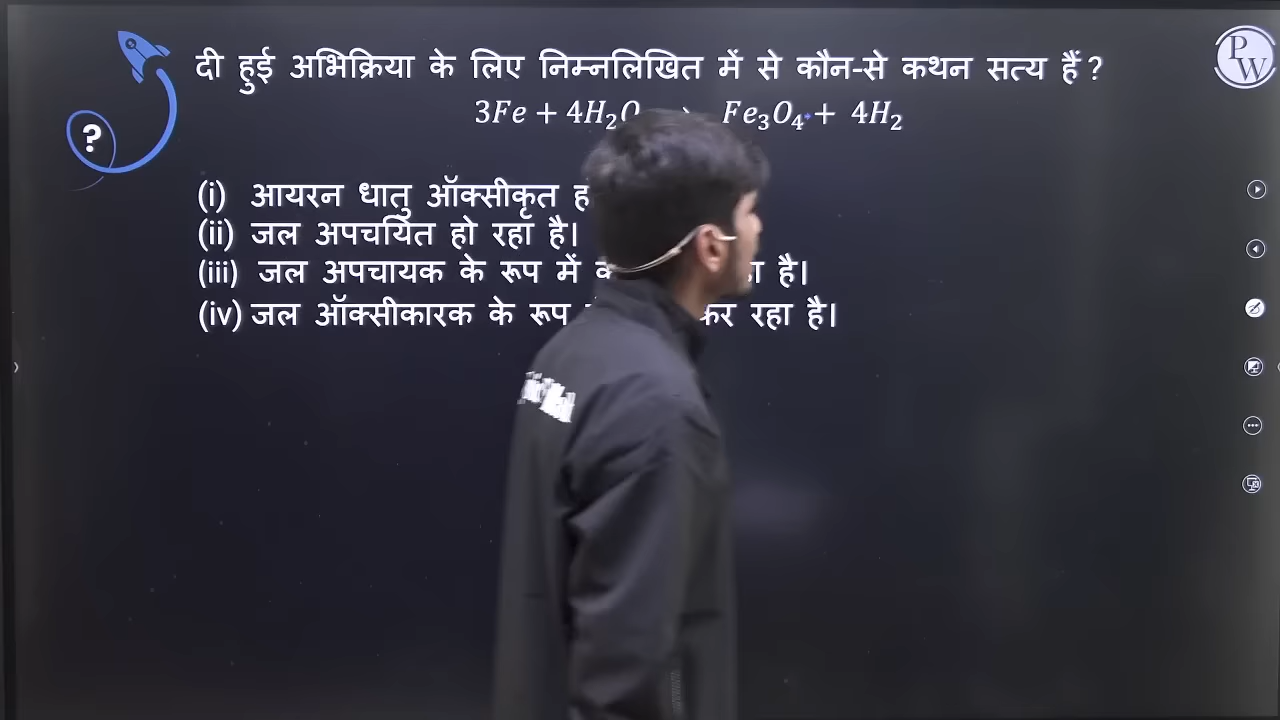 दी हुई अभिक्रिया के लिए निम्नलिखित में से कौन-से कथन सत्य हैं ?
3Fe + 4H₂O → Fe₃O₄ + 4H₂
?
(i) आयरन धातु ऑक्सीकृत
(ii) जल अपचयित हो रहा है।
(iii) जल अपचायक के रूप में है।
(iv) जल ऑक्सीकारक के रूप कर रहा है।
PW